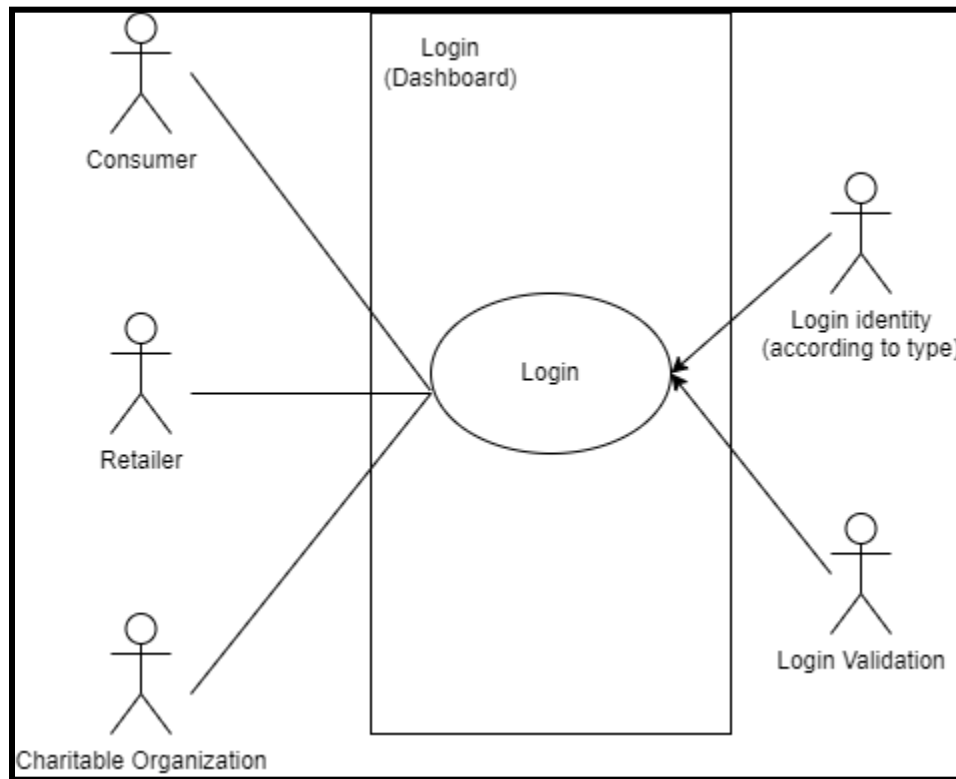 Login
(Dashboard)
Consumer
Login identity
(according to type)
Login
Retailer
Login Validation
Charitable Organization